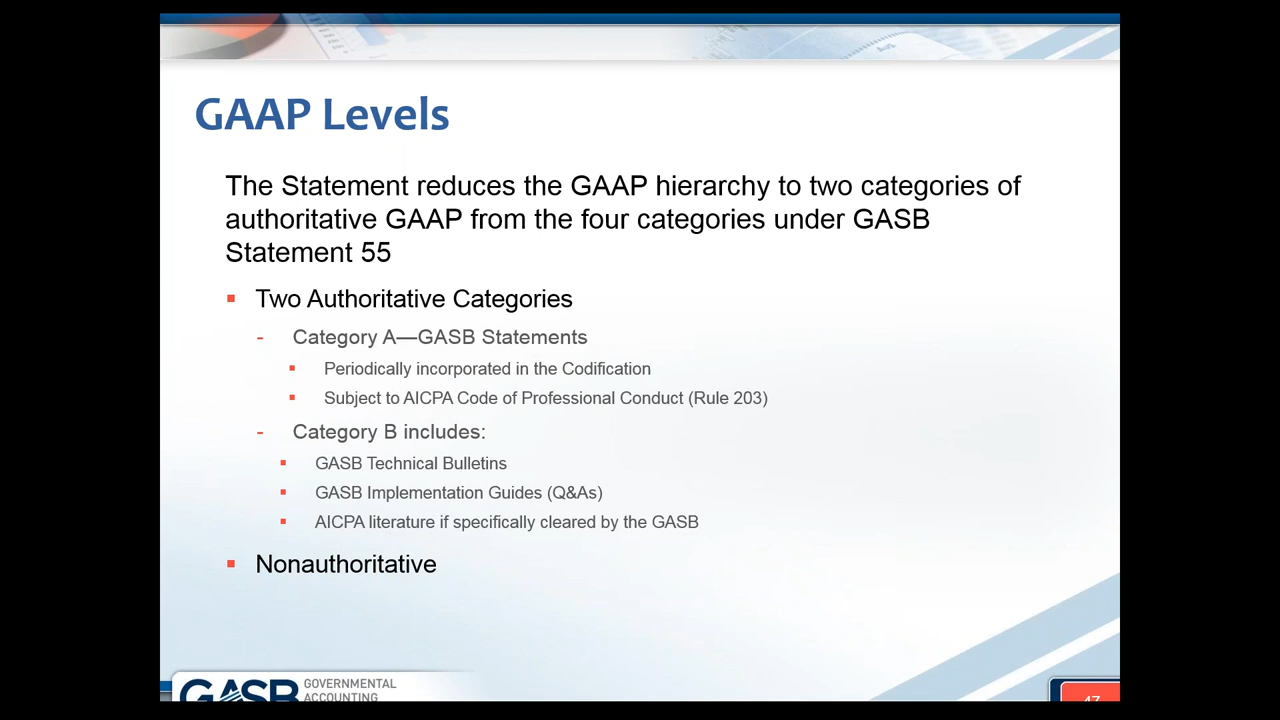 GAAP Levels
The Statement reduces the GAAP hierarchy to two categories of
authoritative GAAP from the four categories under GASB
Statement 55
Two Authoritative Categories
- Category A—GASB Statements
Periodically incorporated in the Codification
Subject to AICPA Code of Professional Conduct (Rule 203)
- Category B includes:
GASB Technical Bulletins
GASB Implementation Guides (Q&As)
AICPA literature if specifically cleared by the GASB
Nonauthoritative
GASB GOVERNMENTAL
ACCOUNTING
47